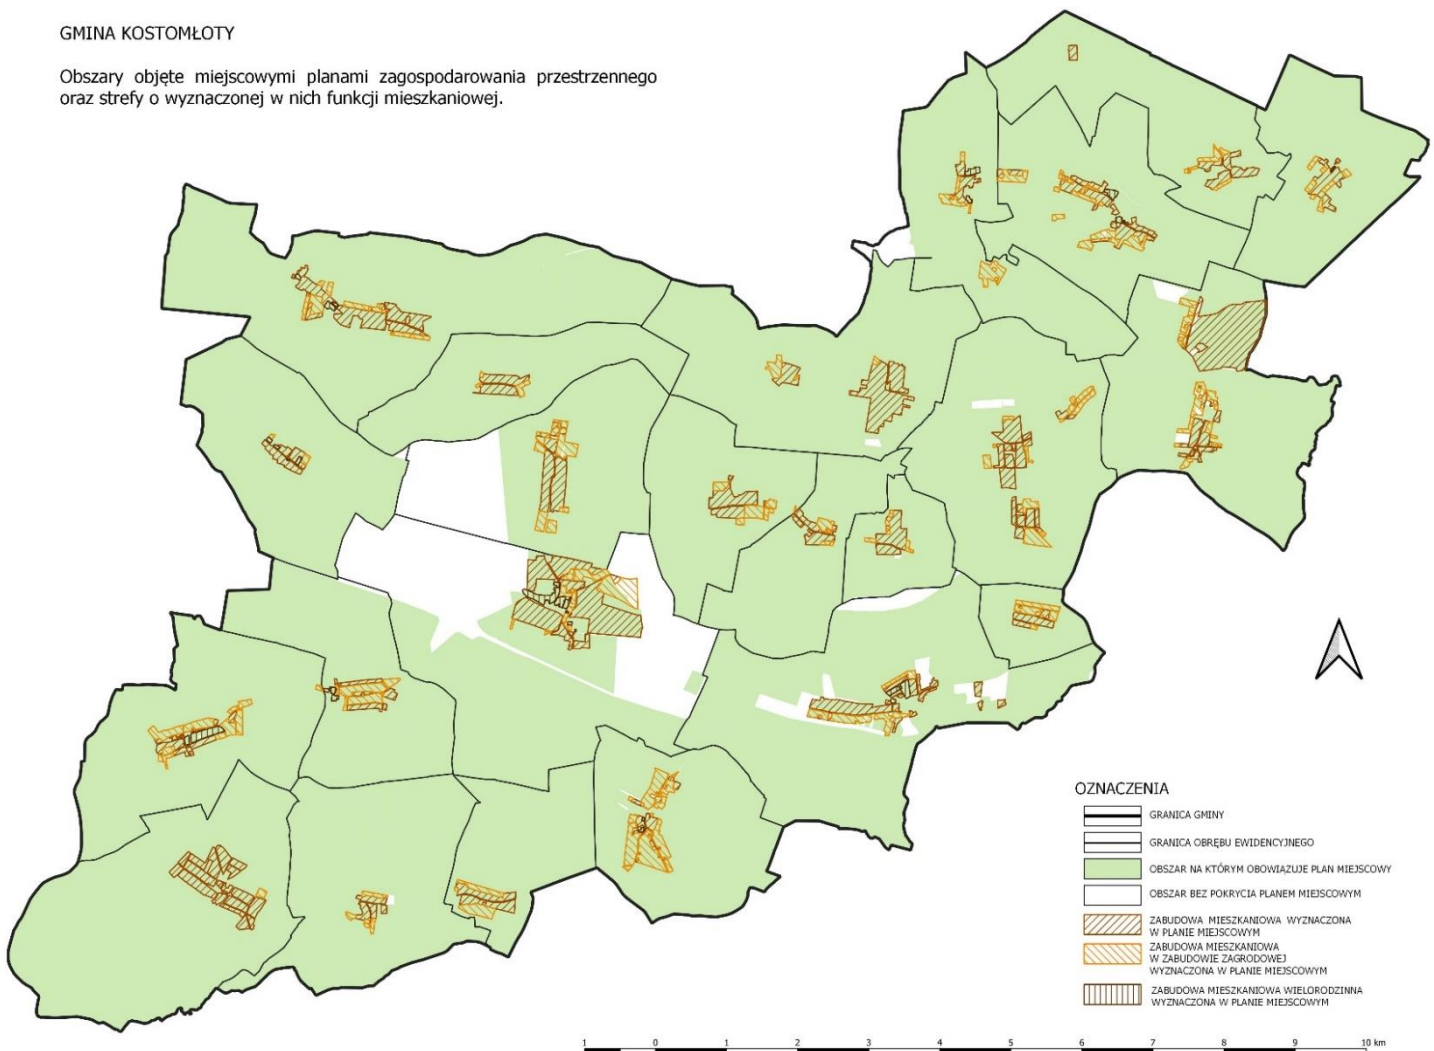 GMINA KOSTOMŁOTY
Obszary objęte miejscowymi planami zagospodarowania przestrzennego
oraz strefy o wyznaczonej w nich funkcji mieszkaniowej.
OZNACZENIA
GRANICA GMINY
GRANICA OBRĘBU EWIDENCYJNEGO
OBSZAR NA KTÓRYM OBOWIĄZUJE PLAN MIEJSCOWY
OBSZAR BEZ POKRYCIA PLANEM MIEJSCOWYM
ZABUDOWA MIESZKANIOWA WYZNACZONA
W PLANIE MIEJSCOWYM
ZABUDOWA MIESZKANIOWA
W ZABUDOWIE ZAGRODOWEJ
WYZNACZONA W PLANIE MIEJSCOWYM
ZABUDOWA MIESZKANIOWA WIELORODZINNA
WYZNACZONA W PLANIE MIEJSCOWYM
1 0 1 2 3 4 5 6 7 8 9 10 km